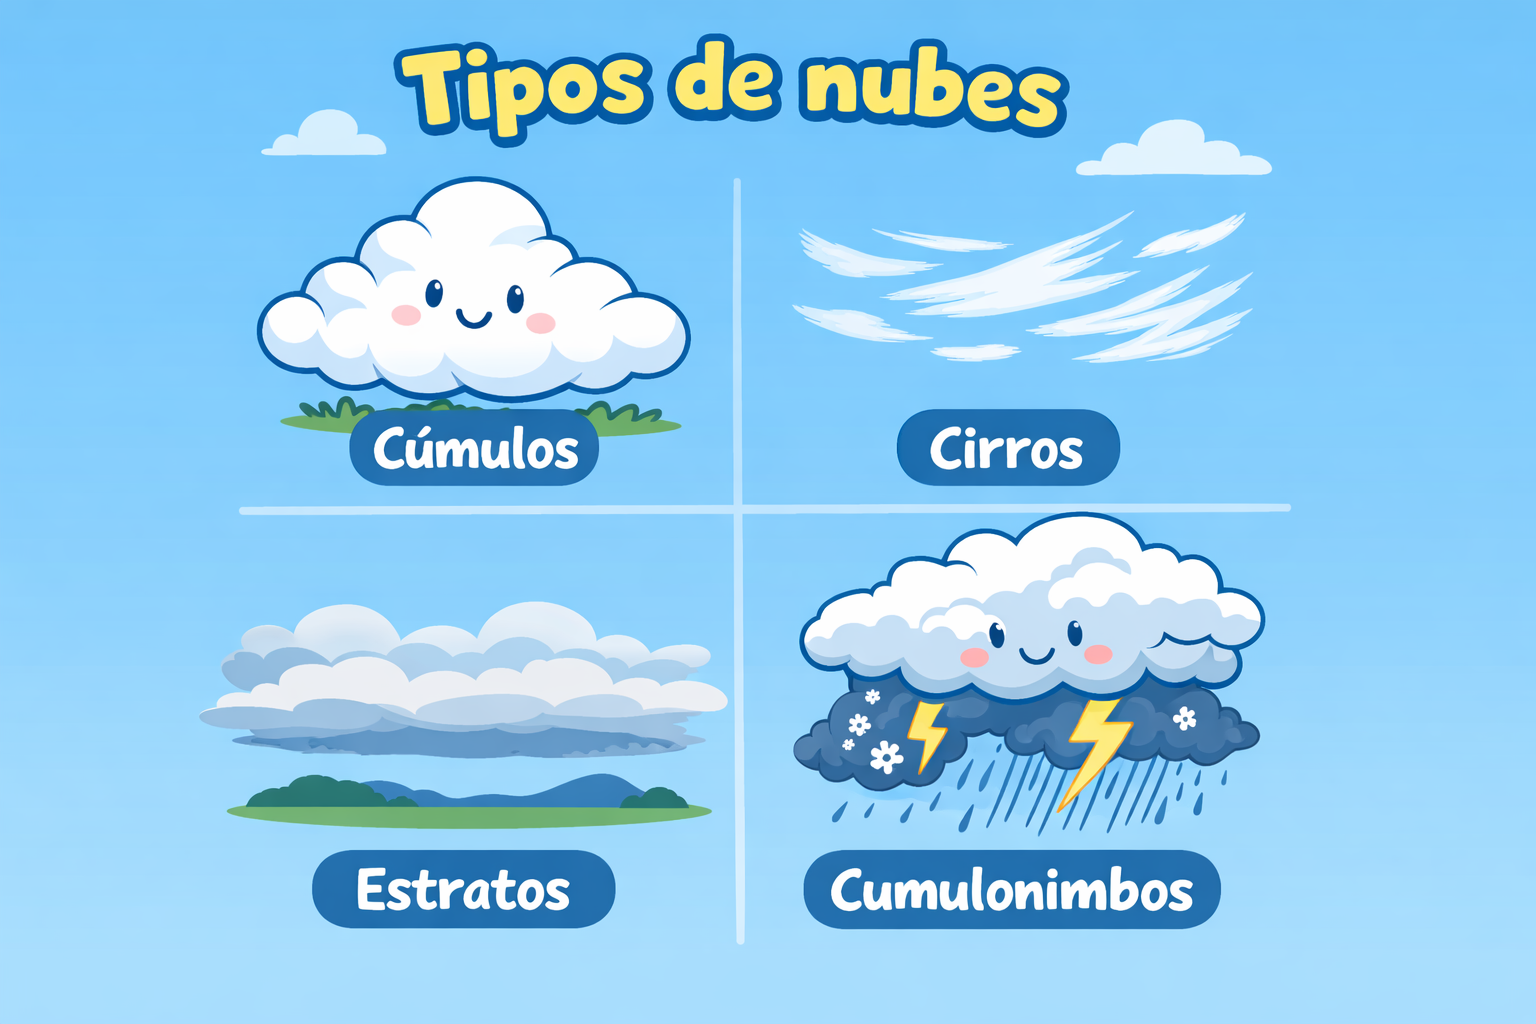 Tipos de nubes
Cúmulos
Cirros
Estratos
Cumulonimbos